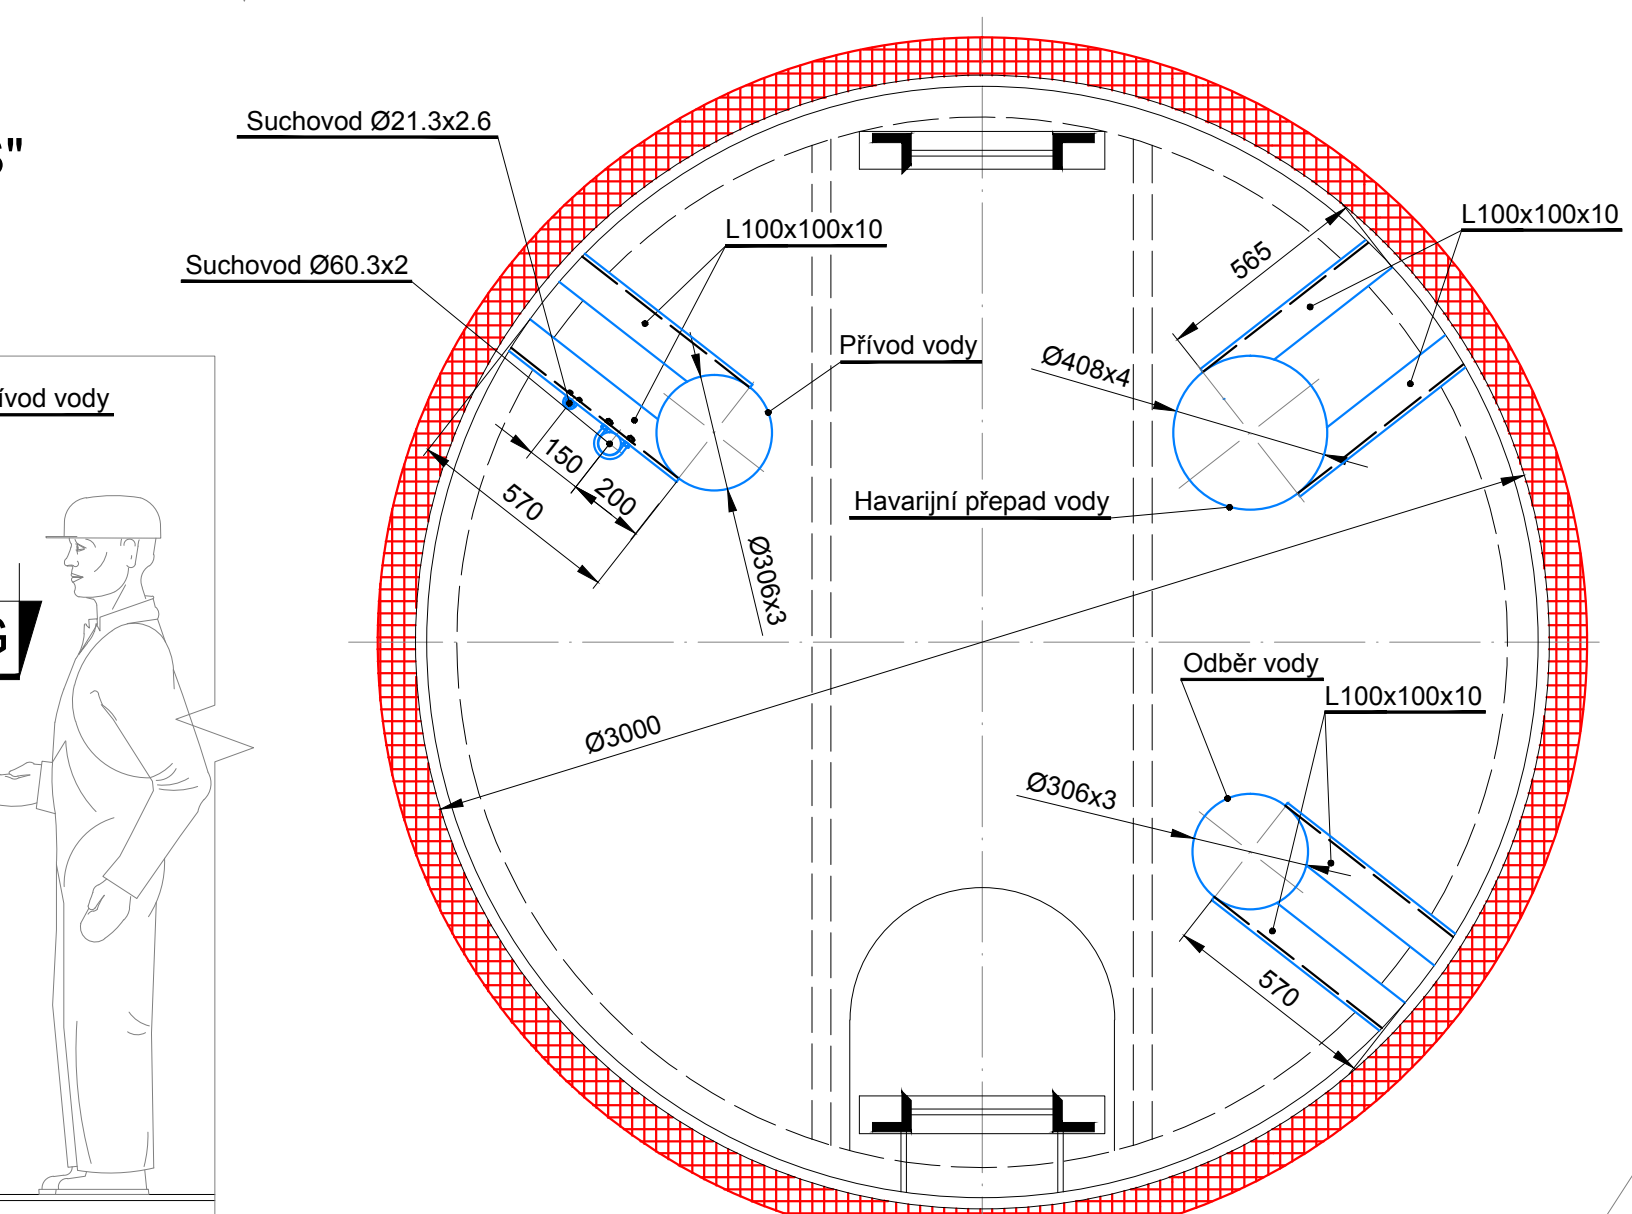 Suchovod Ø21.3x2.6
L100x100x10
L100x100x10
Suchovod Ø60.3x2
565
Přívod vody
Ø408x4
vod vody
150
200
570
Havarijní přepad vody
Ø306x3
Odběr vody
L100x100x10
Ø3000
Ø306x3
570